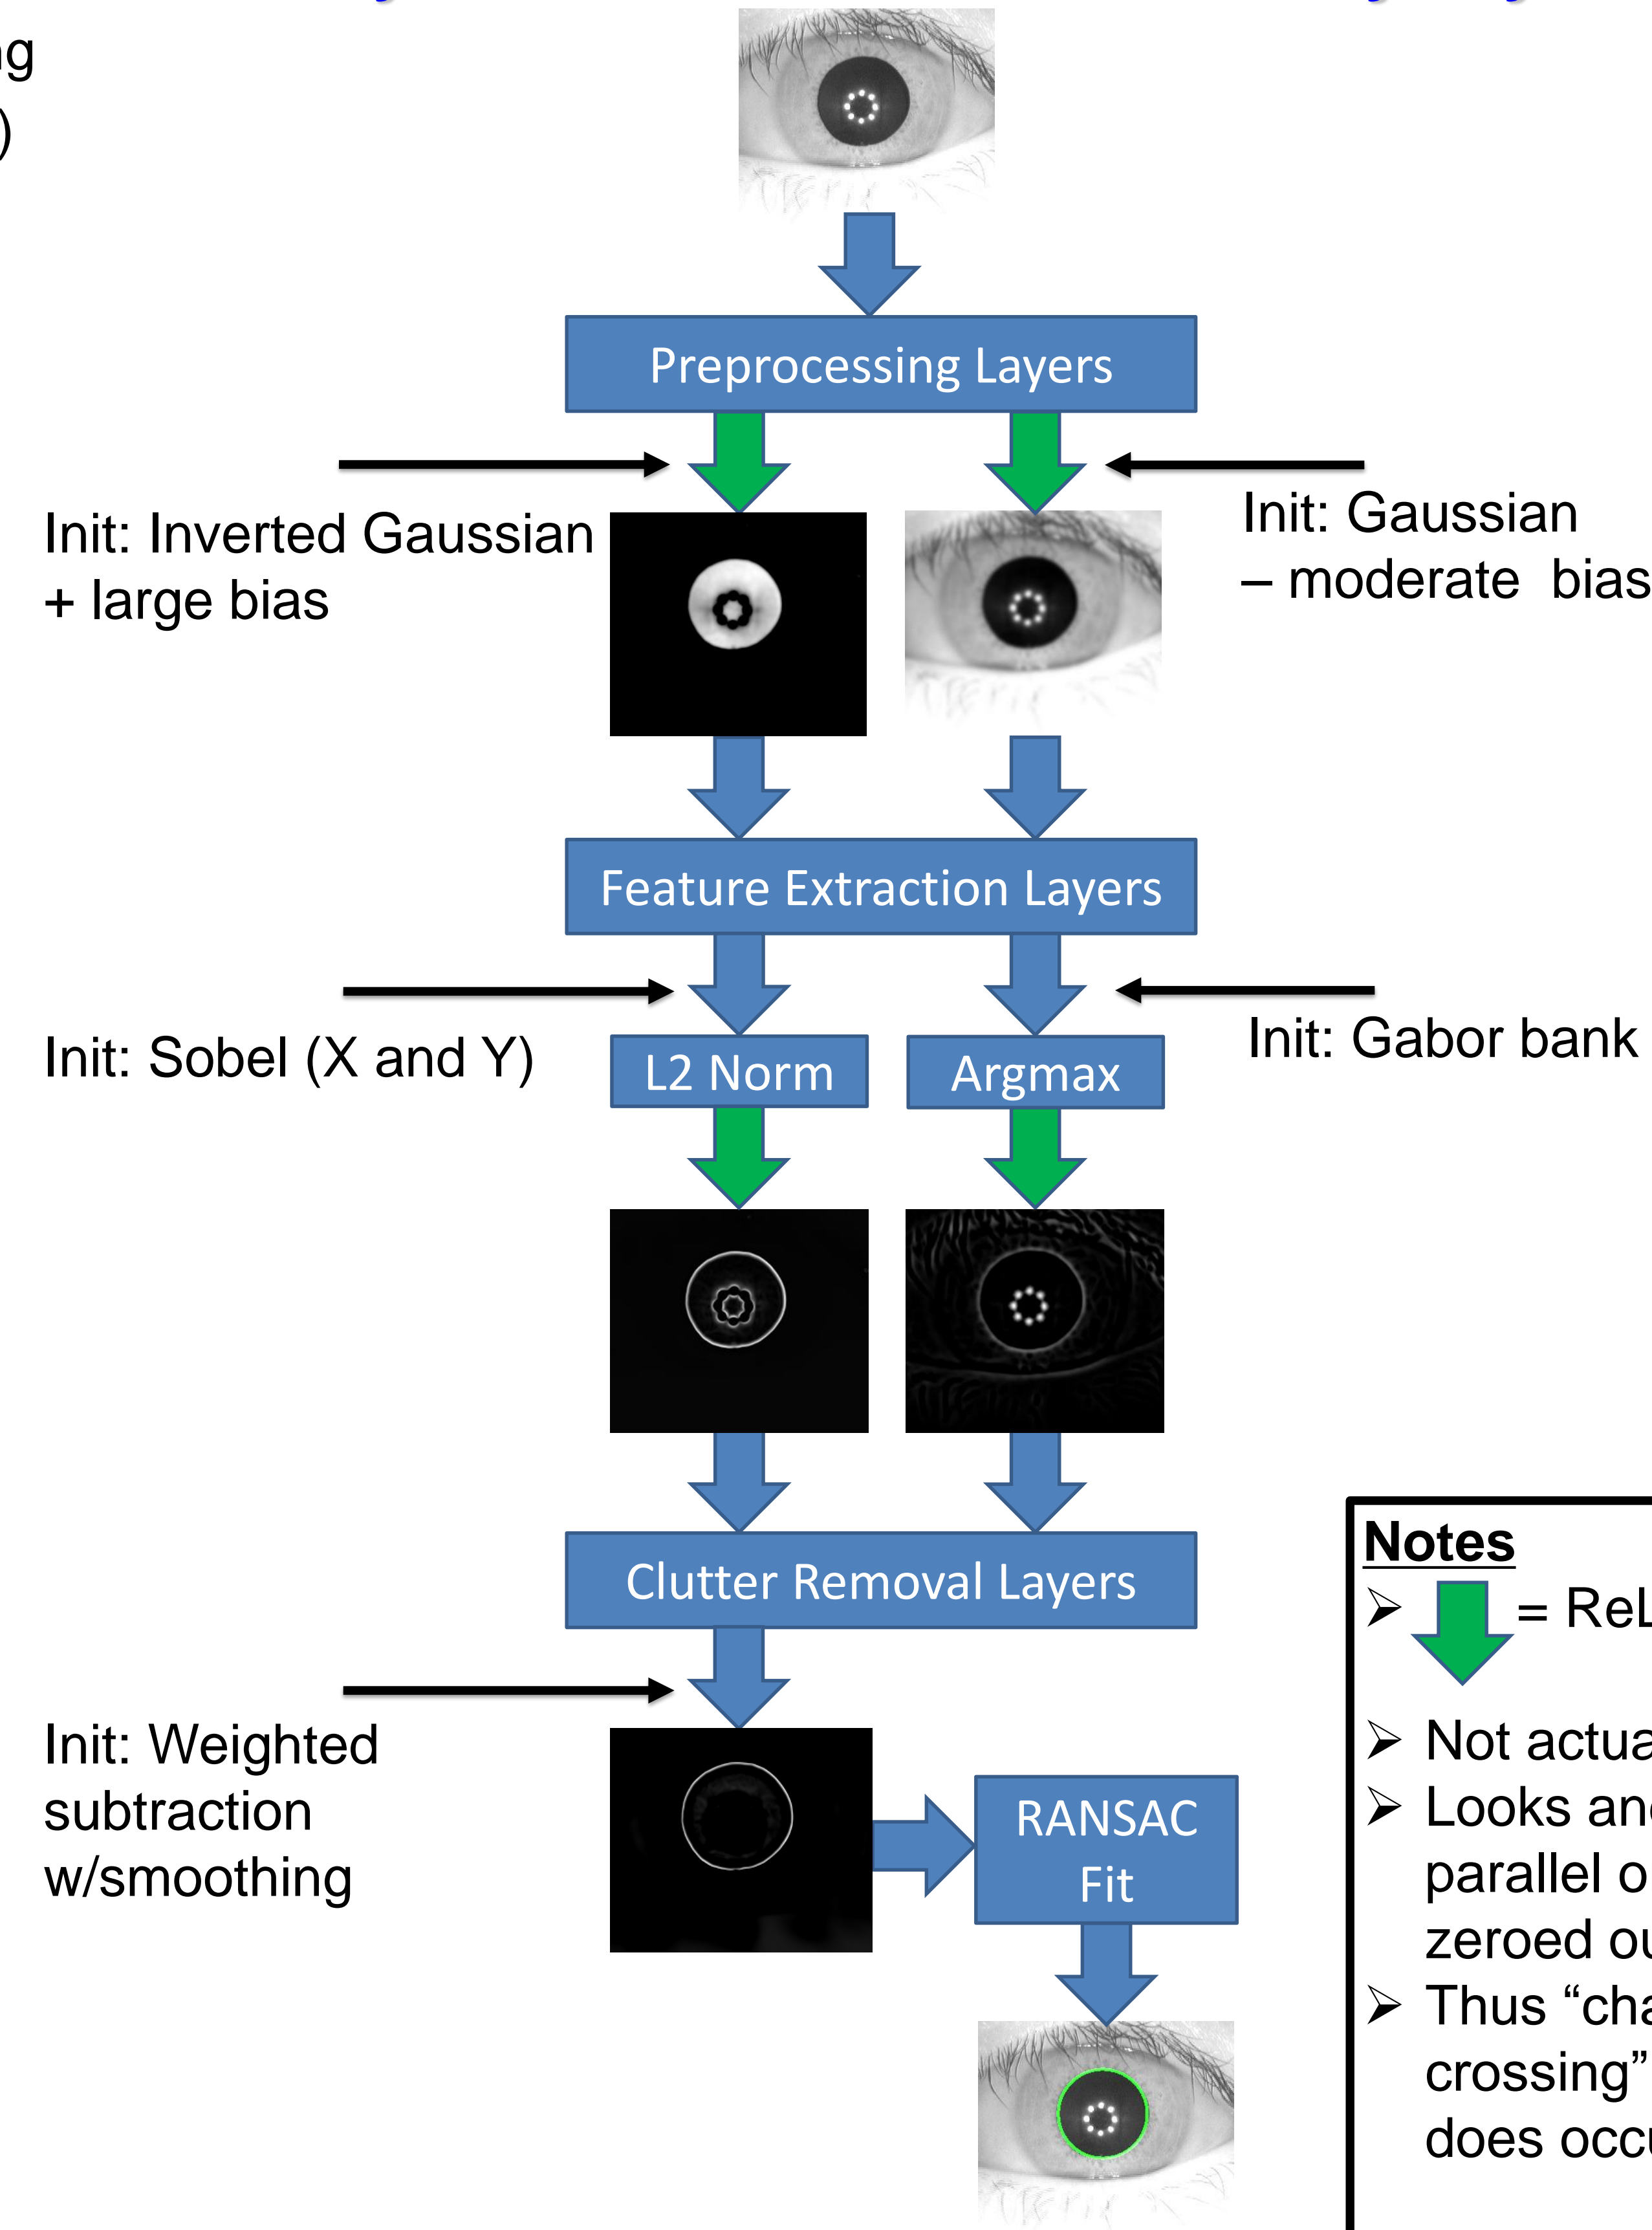 Preprocessing Layers
Init: Inverted Gaussian
+ large bias
Init: Gaussian
– moderate bias
Feature Extraction Layers
Init: Sobel (X and Y)
L2 Norm
Argmax
Init: Gabor bank
Clutter Removal Layers
Init: Weighted
subtraction
w/smoothing
RANSAC
Fit
Notes
➢ = ReL
➢ Not actua
➢ Looks and
parallel o
zeroed ou
➢ Thus “cha
crossing”
does occu